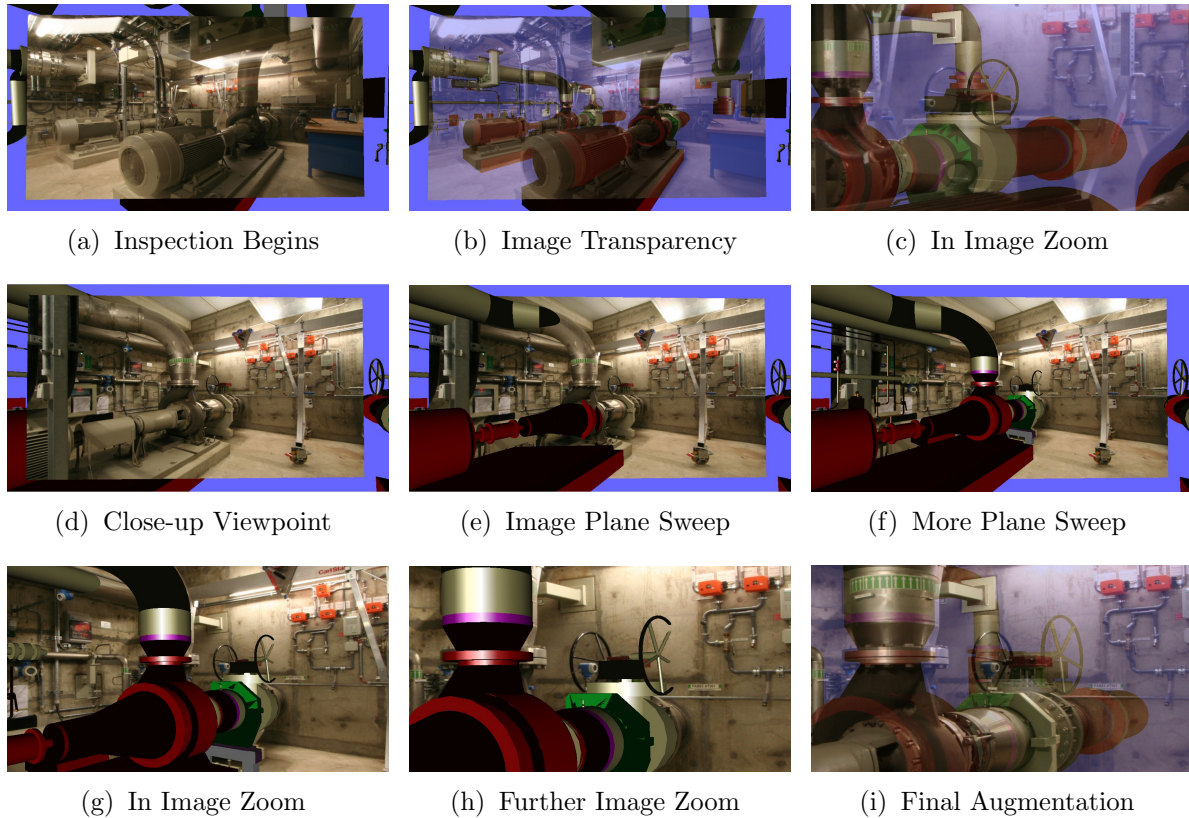 (a) Inspection Begins
(b) Image Transparency
(c) In Image Zoom
(d) Close-up Viewpoint
(e) Image Plane Sweep
(f) More Plane Sweep
(g) In Image Zoom
(h) Further Image Zoom
(i) Final Augmentation